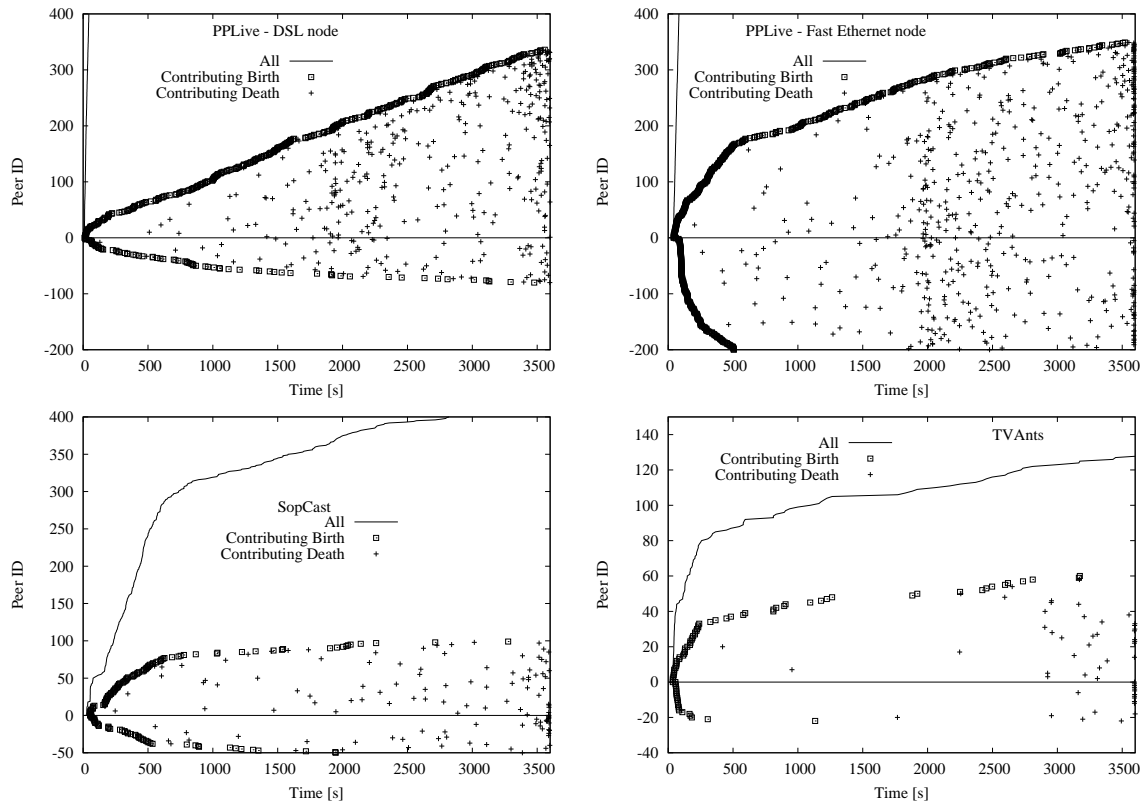 PPLive - DSL node
All
Contributing Birth
Contributing Death
400
300
200
100
0
-100
-200
Peer ID
0 500 1000 1500 2000 2500 3000 3500
Time [s]
PPLive - Fast Ethernet node
All
Contributing Birth
Contributing Death
400
300
200
100
0
-100
-200
Peer ID
0 500 1000 1500 2000 2500 3000 3500
Time [s]
SopCast
All
Contributing Birth
Contributing Death
400
350
300
250
200
150
100
50
0
-50
Peer ID
0 500 1000 1500 2000 2500 3000 3500
Time [s]
TVAnts
All
Contributing Birth
Contributing Death
140
120
100
80
60
40
20
0
-20
-40
Peer ID
0 500 1000 1500 2000 2500 3000 3500
Time [s]